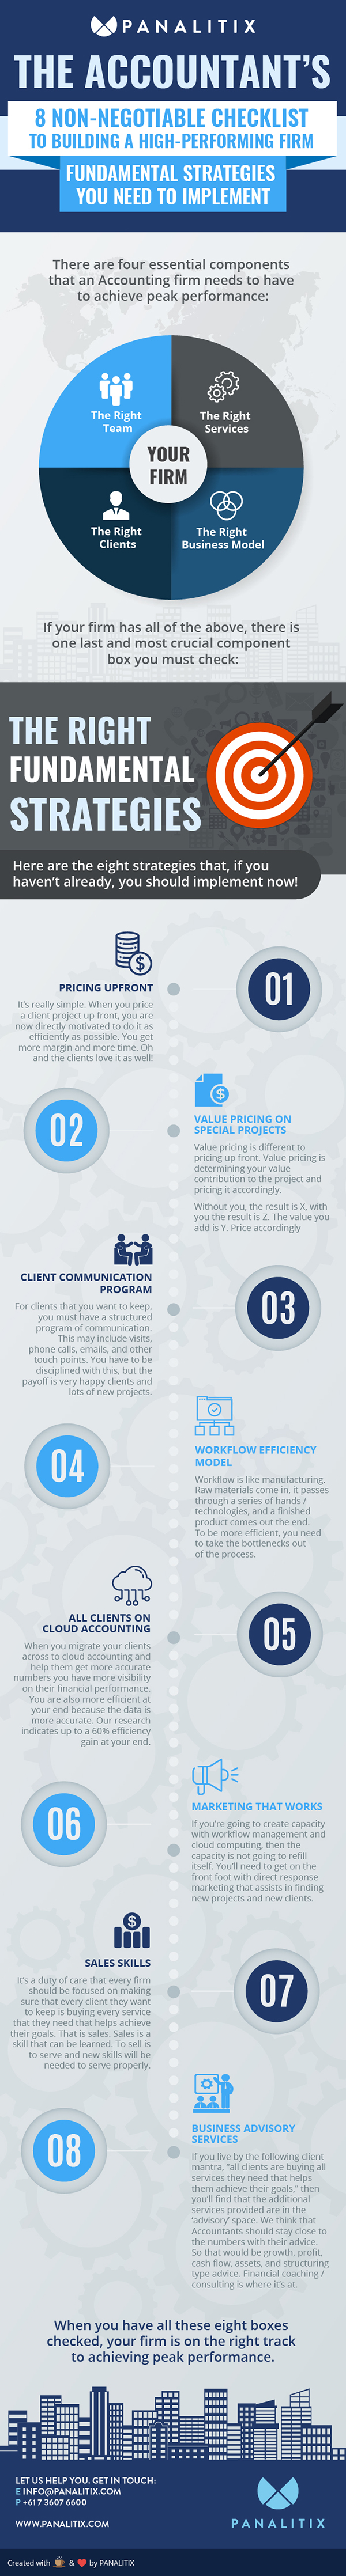 PANALITIX
THE ACCOUNTANT'S
8 NON-NEGOTIABLE CHECKLIST
TO BUILDING A HIGH-PERFORMING FIRM
FUNDAMENTAL STRATEGIES
YOU NEED TO IMPLEMENT
There are four essential components
that an Accounting firm needs to have
to achieve peak performance:
The Right
Team
The Right
Services
YOUR
FIRM
The Right
Clients
The Right
Business Model
If your firm has all of the above, there is
one last and most crucial component
box you must check:
THE RIGHT
FUNDAMENTAL
STRATEGIES
Here are the eight strategies that, if you
haven't already, you should implement now!
01
PRICING UPFRONT
It's really simple. When you price
a client project up front, you are
now directly motivated to do it as
efficiently as possible. You get
more margin and more time. Oh
and the clients love it as well!
02
VALUE PRICING ON
SPECIAL PROJECTS
Value pricing is different to
pricing up front. Value pricing is
determining your value
contribution to the project and
pricing it accordingly.
Without you, the result is X, with
you the result is Z. The value you
add is Y. Price accordingly
03
CLIENT COMMUNICATION
PROGRAM
For clients that you want to keep,
you must have a structured
program of communication.
This may include visits,
phone calls, emails, and other
touch points. You have to be
disciplined with this, but the
payoff is very happy clients and
lots of new projects.
04
WORKFLOW EFFICIENCY
MODEL
Workflow is like manufacturing.
Raw materials come in, it passes
through a series of hands /
technologies, and a finished
product comes out the end.
To be more efficient, you need
to take the bottlenecks out
of the process.
05
ALL CLIENTS ON
CLOUD ACCOUNTING
When you migrate your clients
across to cloud accounting and
help them get more accurate
numbers you have more visibility
on their financial performance.
You are also more efficient at
your end because the data is
more accurate. Our research
indicates up to a 60% efficiency
gain at your end.
06
MARKETING THAT WORKS
If you're going to create capacity
with workflow management and
cloud computing, then the
capacity is not going to refill
itself. You'll need to get on the
front foot with direct response
marketing that assists in finding
new projects and new clients.
07
SALES SKILLS
It's a duty of care that every firm
should be focused on making
sure that every client they want
to keep is buying every service
that they need that helps achieve
their goals. That is sales. Sales is a
skill that can be learned. To sell is
to serve and new skills will be
needed to serve properly.
08
BUSINESS ADVISORY
SERVICES
If you live by the following client
mantra, "all clients are buying all
services they need that helps
them achieve their goals," then
you'll find that the additional
services provided are in the
'advisory' space. We think that
Accountants should stay close to
the numbers with their advice.
So that would be growth, profit,
cash flow, assets, and structuring
type advice. Financial coaching /
consulting is where it's at.
When you have all these eight boxes
checked, your firm is on the right track
to achieving peak performance.
LET US HELP YOU. GET IN TOUCH:
E INFO@PANALITIX.COM
P +61 7 3607 6600
WWW.PANALITIX.COM
PANALITIX
Created with & by PANALITIX